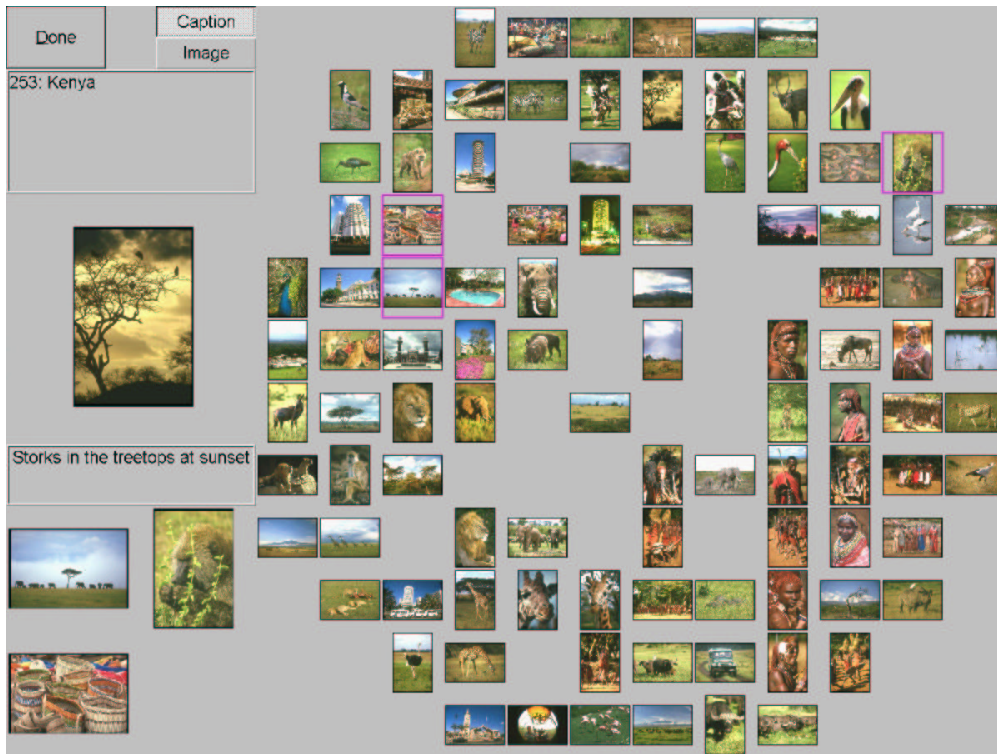 Done
Caption
Image
253: Kenya
Storks in the treetops at sunset